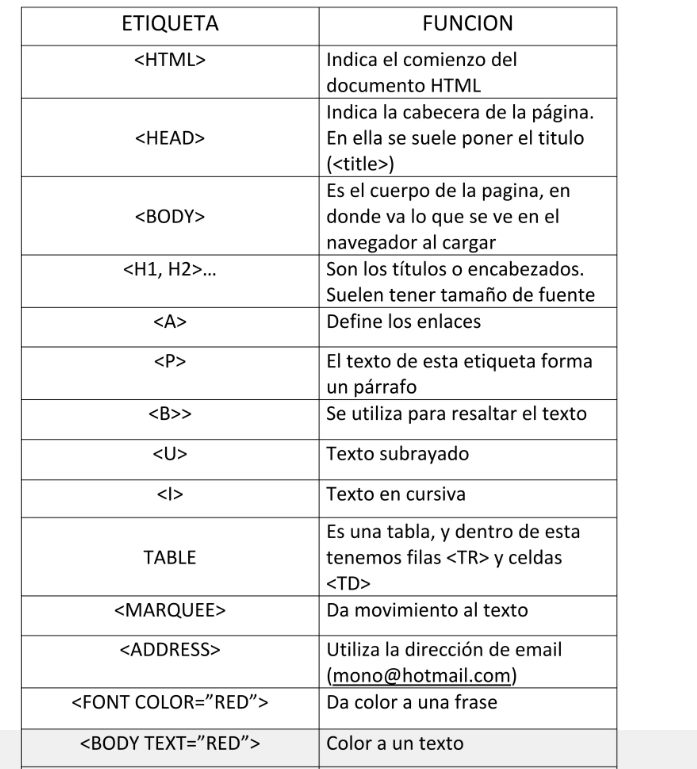 ETIQUETA FUNCION
<HTML> Indica el comienzo del
documento HTML
Indica la cabecera de la página.
<HEAD> En ella se suele poner el titulo
(<title>)
Es el cuerpo de la pagina, en
<BODY> donde va lo que se ve en el
navegador al cargar
<H1, H2>... Son los títulos o encabezados.
Suelen tener tamaño de fuente
<A> Define los enlaces
<P> El texto de esta etiqueta forma
un párrafo
<B>> Se utiliza para resaltar el texto
<U> Texto subrayado
<I> Texto en cursiva
Es una tabla, y dentro de esta
TABLE tenemos filas <TR> y celdas
<TD>
<MARQUEE> Da movimiento al texto
<ADDRESS> Utiliza la dirección de email
(mono@hotmail.com)
<FONT COLOR=”RED”> Da color a una frase
<BODY TEXT=”RED”> Color a un texto